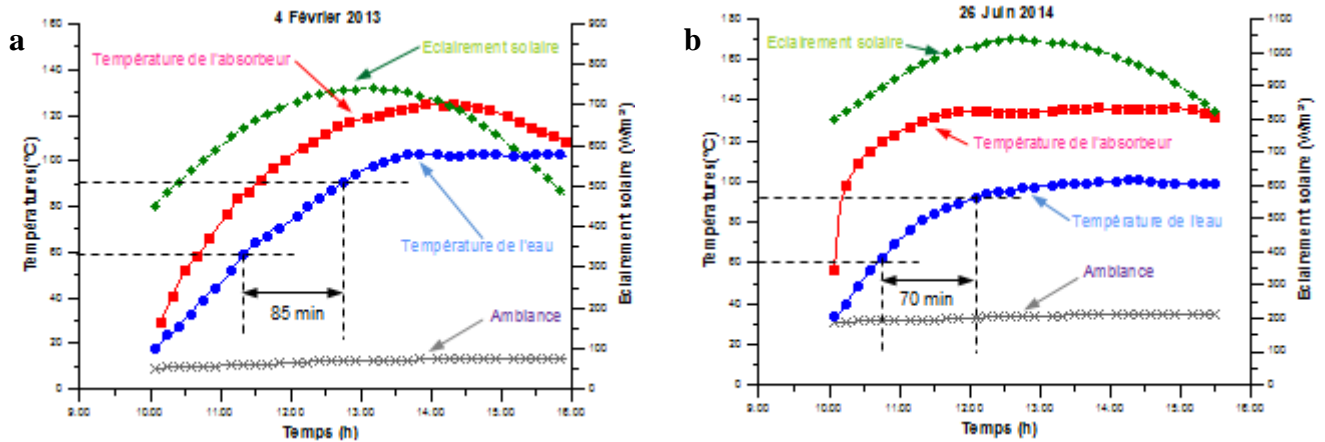 a
4 Février 2013
160
140
120
100
80
60
40
20
0
Températures(°C)
900
800
700
600
500
400
300
200
100
0
Eclairement solaire (W/m²)
Eclairement solaire
Température de l'absorbeur
Température de l'eau
85 min
Ambiance
9.00
10.00
11.00
12.00
13.00
14.00
15.00
16.00
Temps (h)
b
26 Juin 2014
180
160
140
120
100
80
60
40
20
0
Températures(°C)
1100
1000
900
800
700
600
500
400
300
200
100
0
Eclairement solaire (W/m²)
Eclairement solaire
Température de l'absorbeur
Température de l'eau
70 min
Ambiance
9.00
10.00
11.00
12.00
13.00
14.00
15.00
16.00
Temps (h)